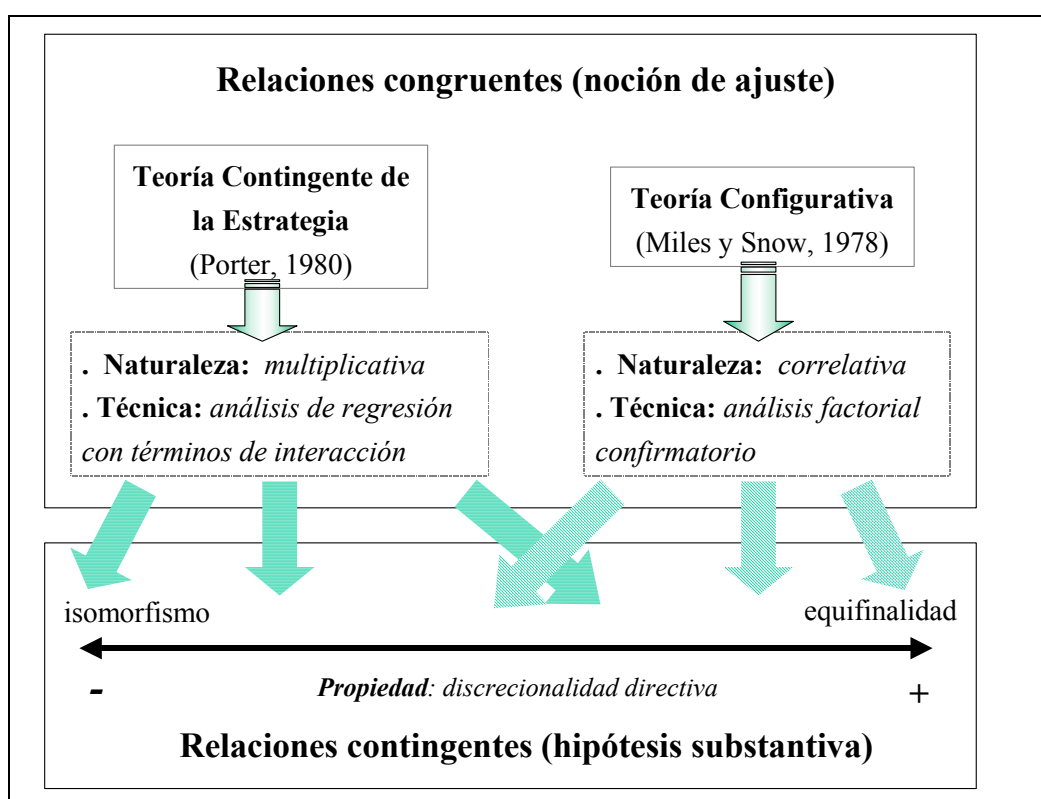 Relaciones congruentes (noción de ajuste)
Teoría Contingente de
la Estrategia
(Porter, 1980)
Teoría Configurativa
(Miles y Snow, 1978)
. Naturaleza: multiplicativa
. Técnica: análisis de regresión
con términos de interacción
. Naturaleza: correlativa
. Técnica: análisis factorial
confirmatorio
isomorfismo
equifinalidad
-
Propiedad: discrecionalidad directiva
+
Relaciones contingentes (hipótesis substantiva)